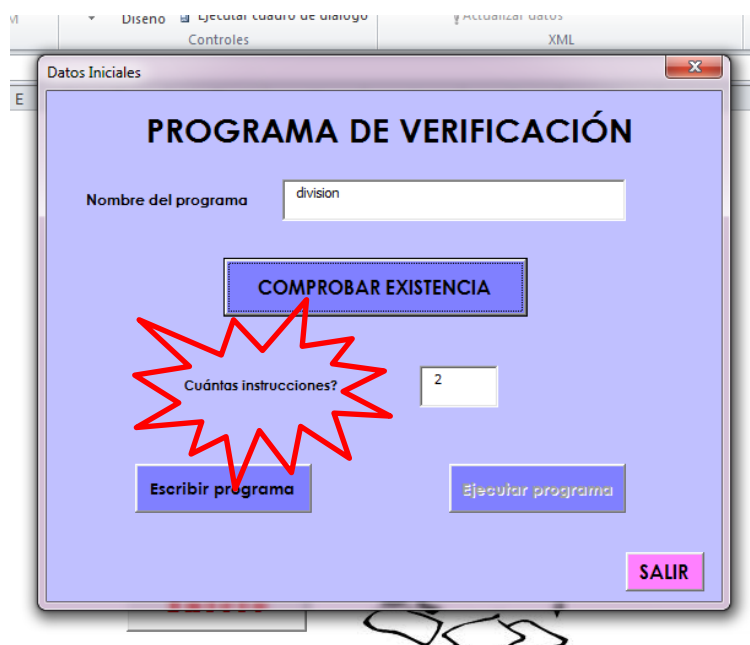 Diseño Ejecutar cuadro de diálogo Actualizar datos
Controles XML
Datos Iniciales
E
PROGRAMA DE VERIFICACIÓN
Nombre del programa division
COMPROBAR EXISTENCIA
Cuántas instrucciones? 2
Escribir programa Ejecutar programa
SALIR